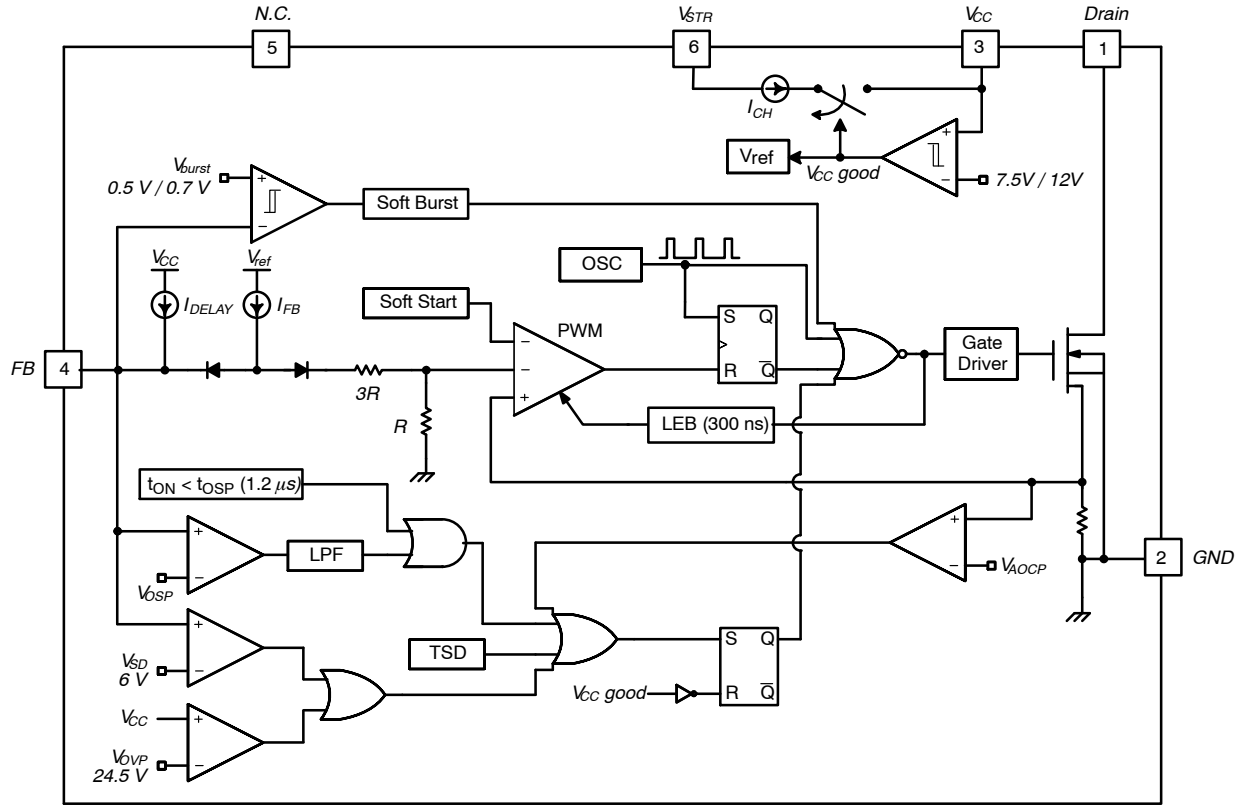 N.C.
VSTR
VCC
Drain
5
6
3
1
ICH
+
Vref
VCC good
−
7.5V / 12V
Vburst
0.5 V / 0.7 V
+
−
Soft Burst
VCC
Vref
OSC
IDELAY
IFB
Soft Start
PWM
S Q
R Q̅
−
−
+
Gate
Driver
FB
4
3R
R
LEB (300 ns)
tON < tOSP (1.2 μs)
+
−
VOSP
LPF
+
−
VAOCP
2
GND
+
−
VSD
6 V
TSD
S Q
R Q̅
VCC good
VCC
+
−
VOVP
24.5 V